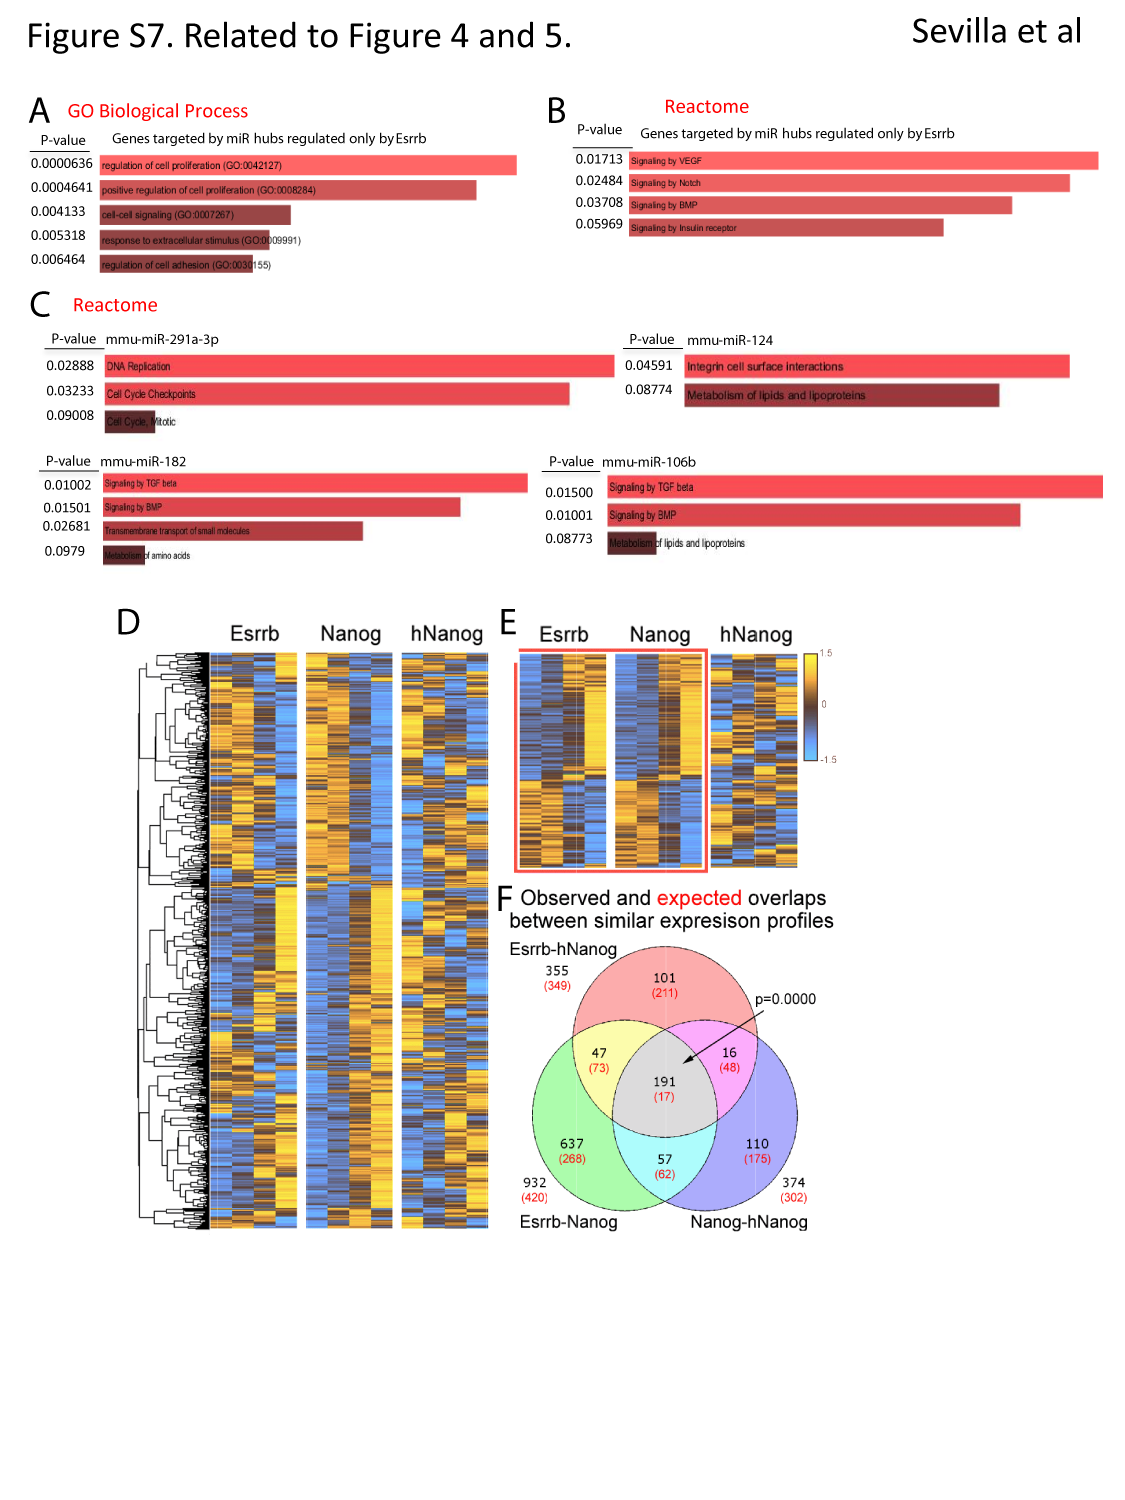 Figure S7. Related to Figure 4 and 5.
Sevilla et al
A GO Biological Process
P-value Genes targeted by miR hubs regulated only by Esrrb
0.0000636 regulation of cell proliferation (GO:0042127)
0.0004641 positive regulation of cell proliferation (GO:0008284)
0.004133 cell-cell signaling (GO:0007267)
0.005318 response to extracellular stimulus (GO:0009991)
0.006464 regulation of cell adhesion (GO:0030155)
B Reactome
P-value Genes targeted by miR hubs regulated only by Esrrb
0.01713 Signaling by VEGF
0.02484 Signaling by Notch
0.03708 Signaling by BMP
0.05969 Signaling by Insulin receptor
C Reactome
P-value mmu-miR-291a-3p
0.02888 DNA Replication
0.03233 Cell Cycle Checkpoints
0.09008 Cell Cycle, Mitotic
P-value mmu-miR-124
0.04591 Integrin cell surface interactions
0.08774 Metabolism of lipids and lipoproteins
P-value mmu-miR-182
0.01002 Signaling by TGF beta
0.01501 Signaling by BMP
0.02681 Transmembrane transport of small molecules
0.0979 Metabolism of amino acids
P-value mmu-miR-106b
0.01500 Signaling by TGF beta
0.01001 Signaling by BMP
0.08773 Metabolism of lipids and lipoproteins
D
Esrrb Nanog hNanog
E
Esrrb Nanog hNanog
1.5
0
-1.5
F Observed and expected overlaps
between similar expresison profiles
Esrrb-hNanog
355
(349)
101
(211)
p=0.0000
47
(73)
16
(48)
191
(17)
637
(268)
57
(62)
110
(175)
932
(420)
374
(302)
Esrrb-Nanog
Nanog-hNanog